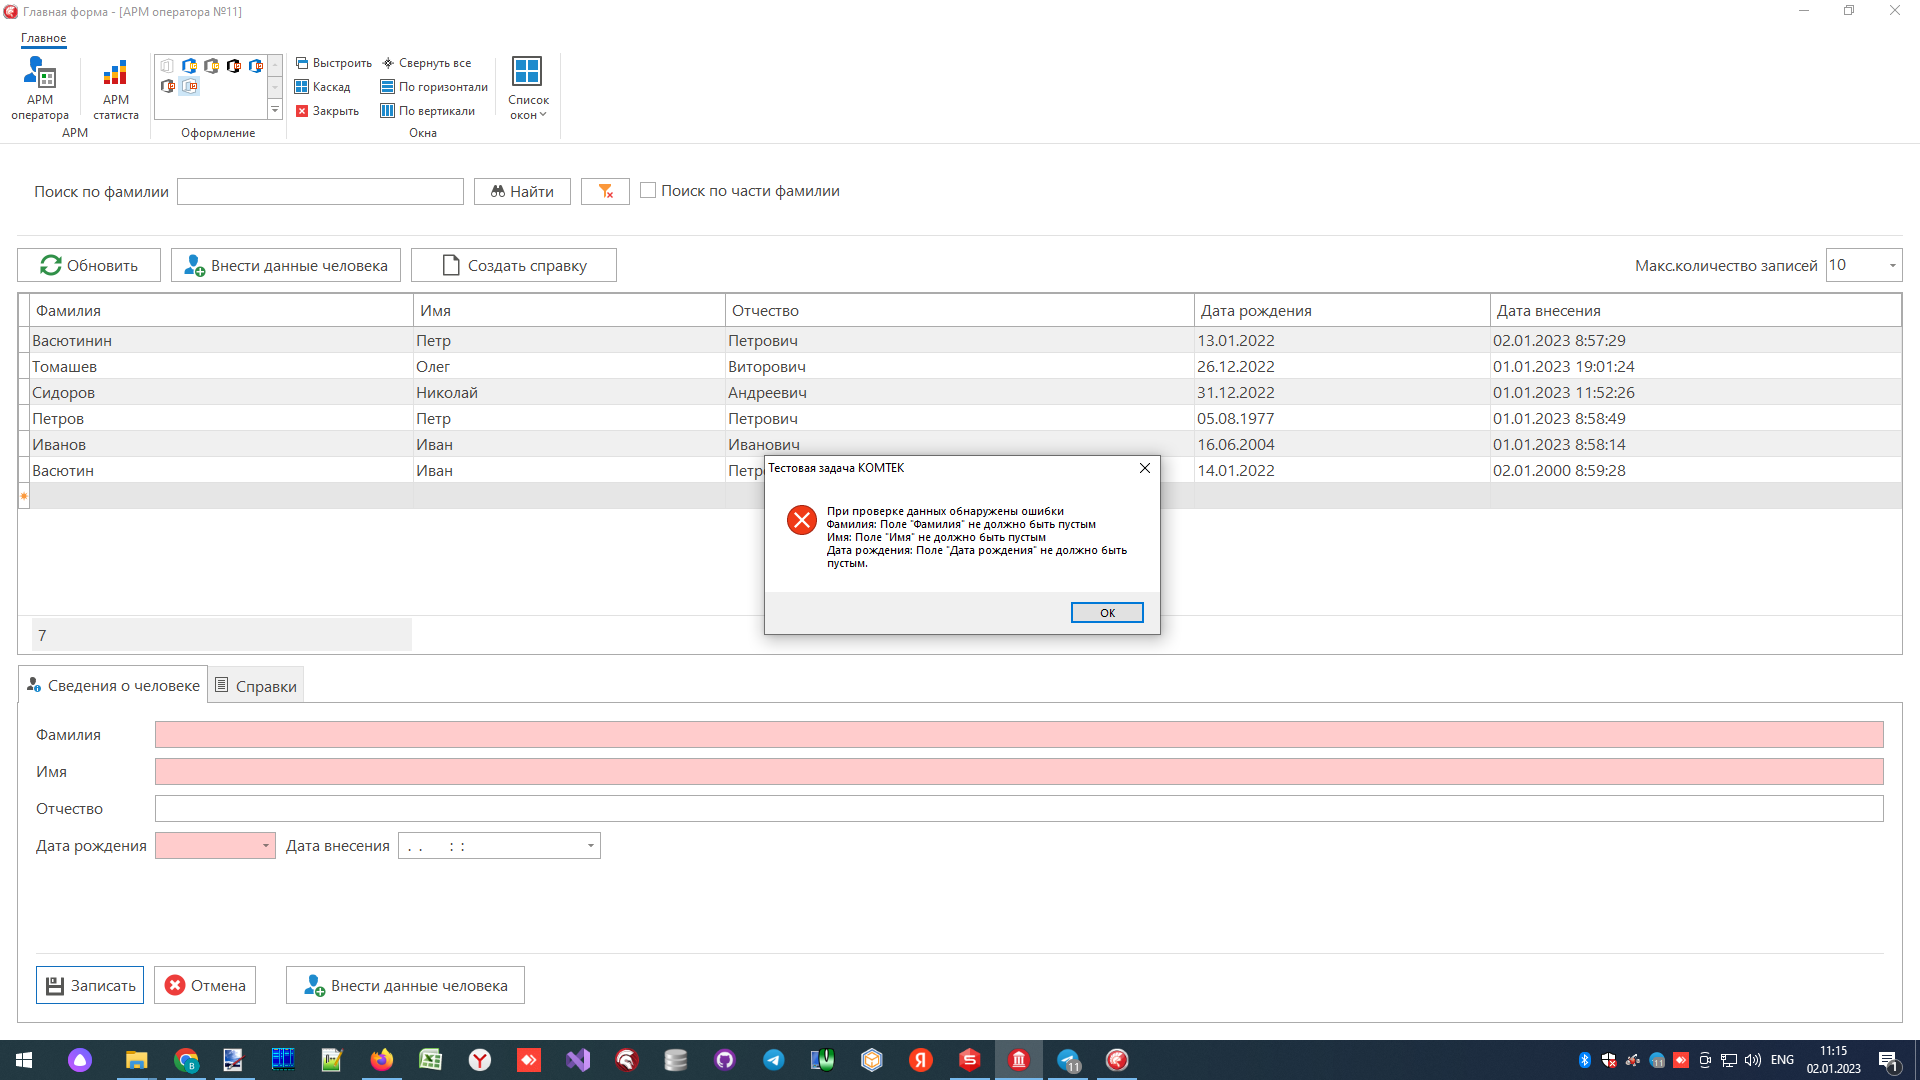 Главная форма - [АРМ оператора №11]
Главное
АРМ оператора
АРМ статиста
АРМ
Оформление
Выстроить
Каскад
Закрыть
Свернуть все
По горизонтали
По вертикали
Окна
Список окон
Поиск по фамилии
Найти
Поиск по части фамилии
Обновить
Внести данные человека
Создать справку
Макс.количество записей 10
Фамилия Имя Отчество Дата рождения Дата внесения
Васютинин Петр Петрович 13.01.2022 02.01.2023 8:57:29
Томашев Олег Виторович 26.12.2022 01.01.2023 19:01:24
Сидоров Николай Андреевич 31.12.2022 01.01.2023 11:52:26
Петров Петр Петрович 05.08.1977 01.01.2023 8:58:49
Иванов Иван Иванович 16.06.2004 01.01.2023 8:58:14
Васютин Иван Петр 14.01.2022 02.01.2000 8:59:28
Тестовая задача КОМТЕК
При проверке данных обнаружены ошибки
Фамилия: Поле "Фамилия" не должно быть пустым
Имя: Поле "Имя" не должно быть пустым
Дата рождения: Поле "Дата рождения" не должно быть
пустым.
ОК
7
Сведения о человеке
Справки
Фамилия
Имя
Отчество
Дата рождения
Дата внесения . . : :
Записать
Отмена
Внести данные человека
11
ENG
11:15
02.01.2023
1